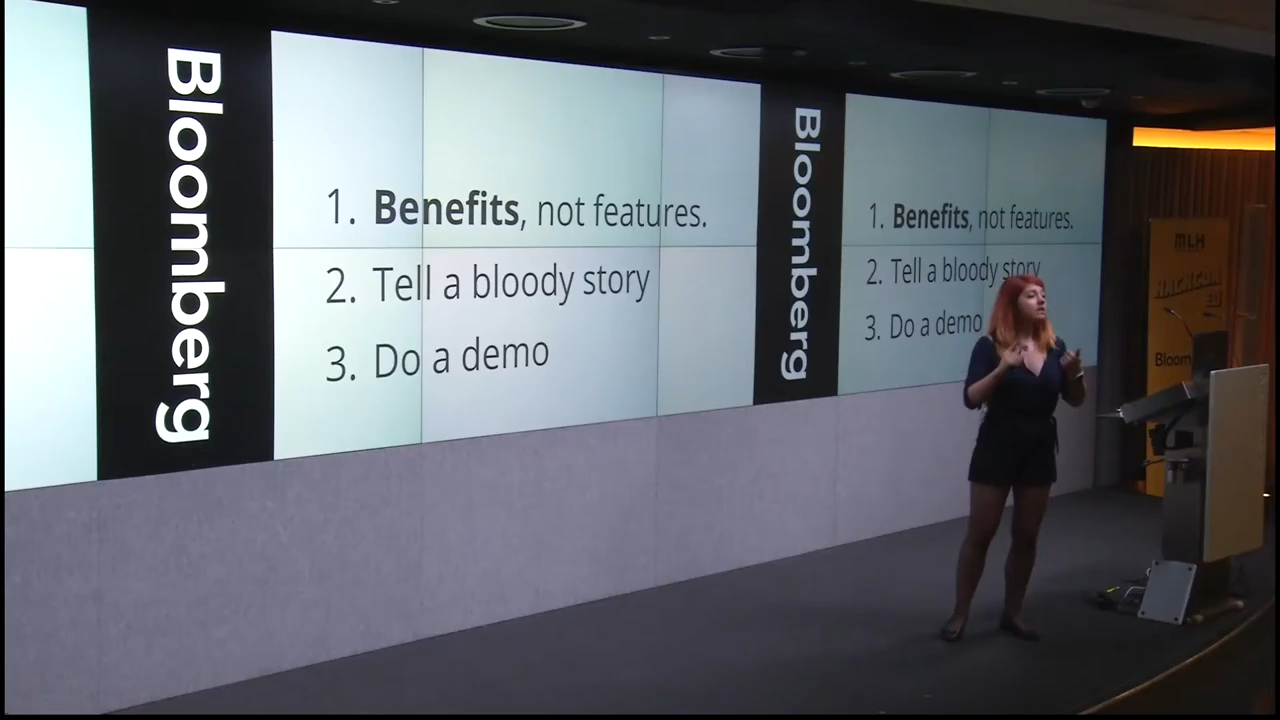 Bloomberg
1. Benefits, not features.
2. Tell a bloody story
3. Do a demo
Bloomberg
1. Benefits, not features.
2. Tell a bloody story
3. Do a demo
MLH
HACKCON
Bloom